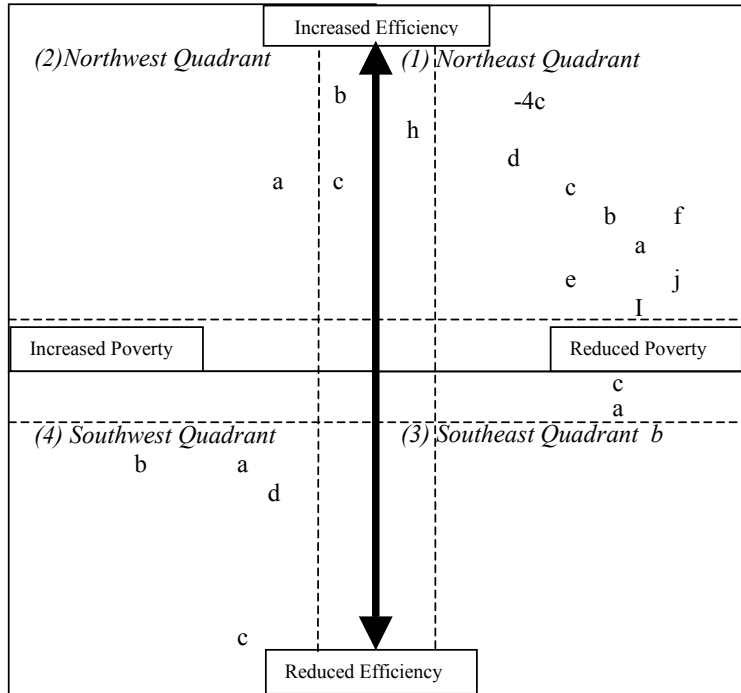 Increased Efficiency
(2)Northwest Quadrant (1) Northeast Quadrant
b -4c
h
d
a c c
b f
a
e j
I
Increased Poverty Reduced Poverty
c
a
(4) Southwest Quadrant (3) Southeast Quadrant b
b a
d
c
Reduced Efficiency